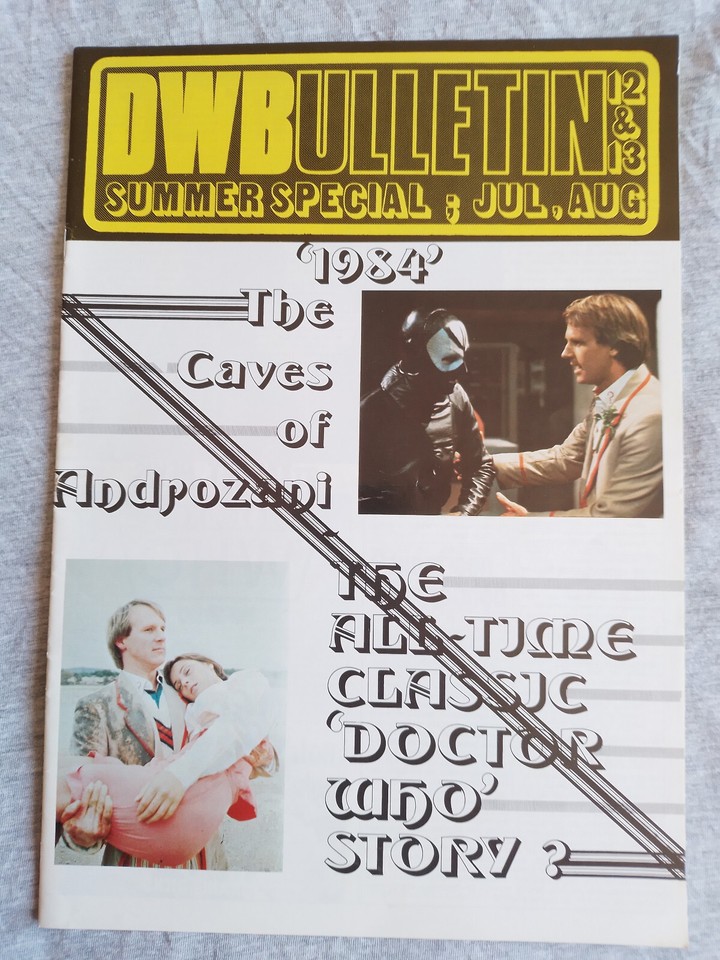 DWBULLETIN
12
&
13
SUMMER SPECIAL ; JUL, AUG
'1984'
The
Caves
of
Androzani
THE
ALL-TIME
CLASSIC
'DOCTOR
WHO'
STORY ?